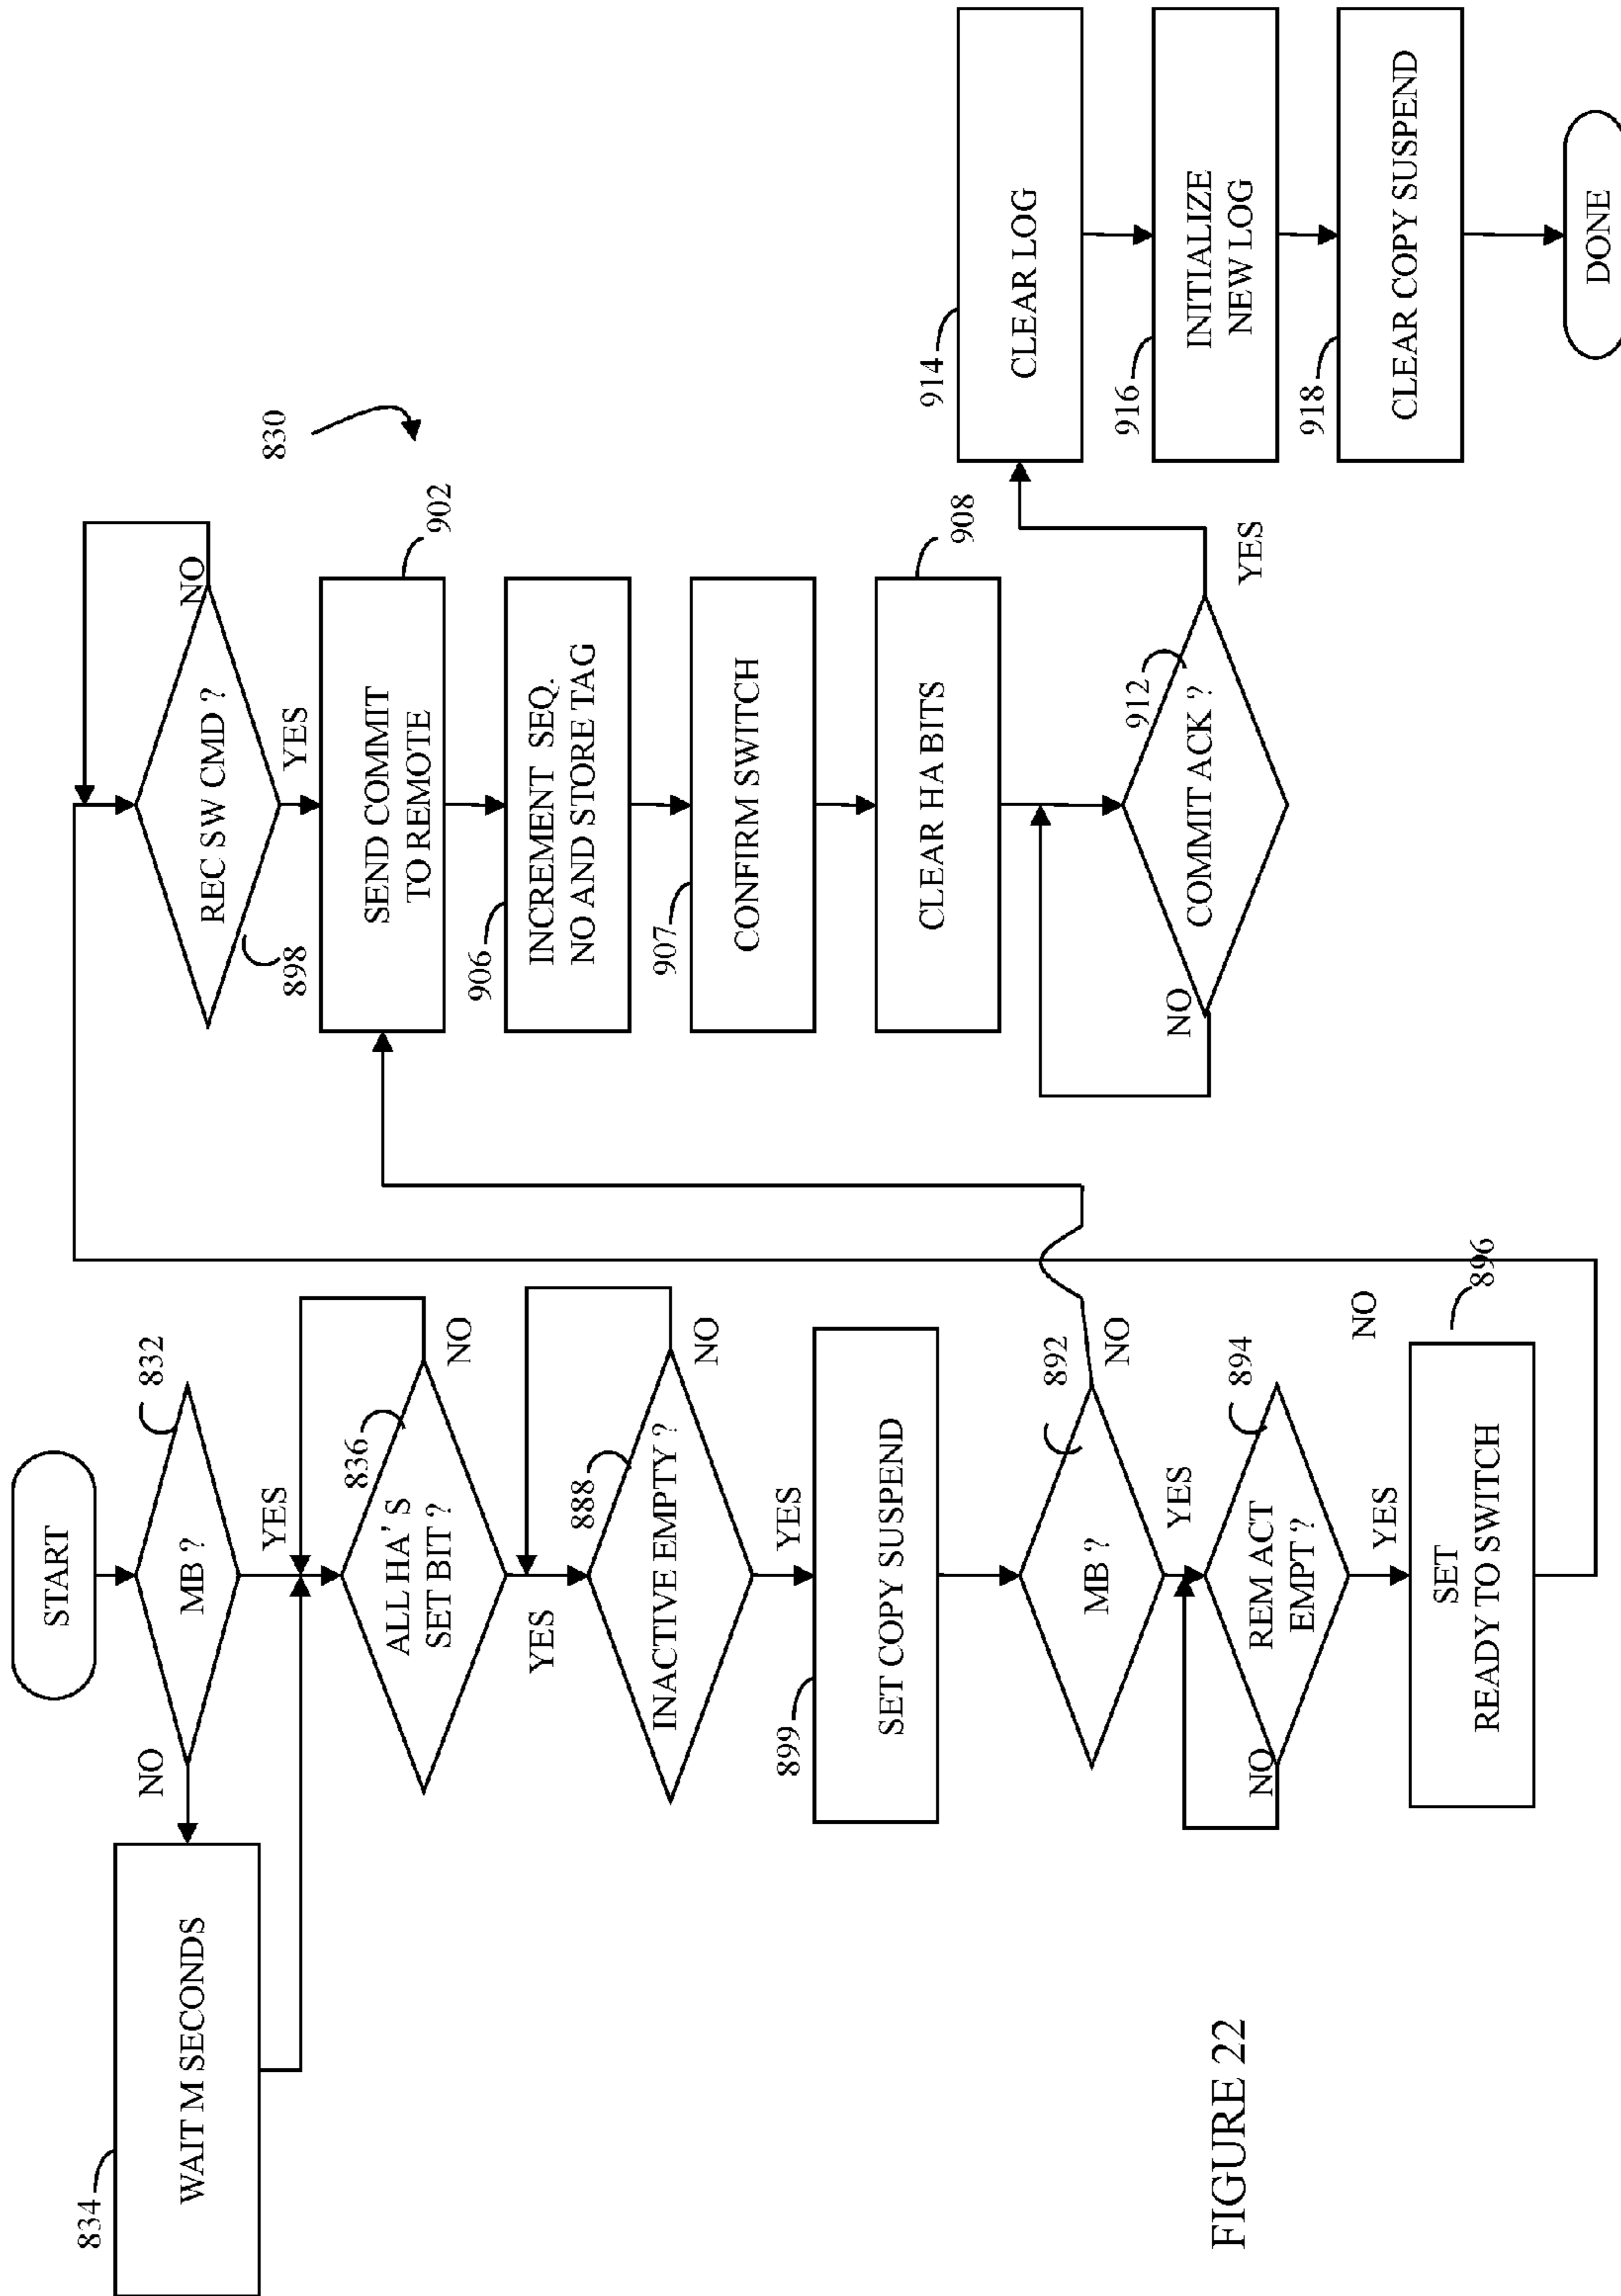 START
832
MB ?
NO
YES
834
WAIT M SECONDS
836
ALL HA'S
SET BIT ?
NO
YES
888
INACTIVE EMPTY ?
NO
YES
899
SET COPY SUSPEND
892
MB ?
NO
YES
894
REM ACT
EMPT ?
NO
NO
YES
896
SET
READY TO SWITCH
830
REC SW CMD ?
NO
898
YES
902
SEND COMMIT
TO REMOTE
906
INCREMENT SEQ.
NO AND STORE TAG
907
CONFIRM SWITCH
908
CLEAR HA BITS
912
COMMIT ACK ?
NO
YES
914
CLEAR LOG
916
INITIALIZE
NEW LOG
918
CLEAR COPY SUSPEND
DONE
FIGURE 22